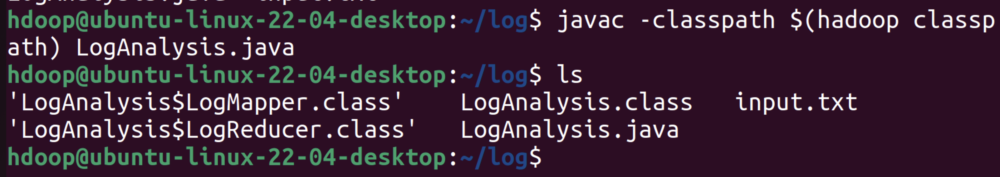 hdoop@ubuntu-linux-22-04-desktop:~/log$ javac -classpath $(hadoop classp
ath) LogAnalysis.java
hdoop@ubuntu-linux-22-04-desktop:~/log$ ls
'LogAnalysis$LogMapper.class'   LogAnalysis.class   input.txt
'LogAnalysis$LogReducer.class'   LogAnalysis.java
hdoop@ubuntu-linux-22-04-desktop:~/log$